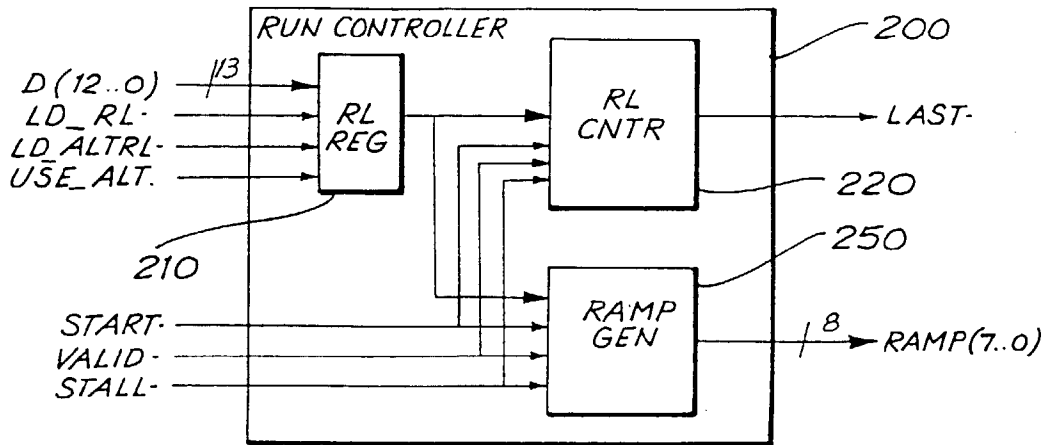 RUN CONTROLLER
200
D(12..0)
13
LD_RL-
LD_ALTRL-
USE_ALT.
RL
REG
RL
CNTR
LAST-
210
220
250
START-
VALID-
STALL-
RAMP
GEN
8
RAMP(7..0)